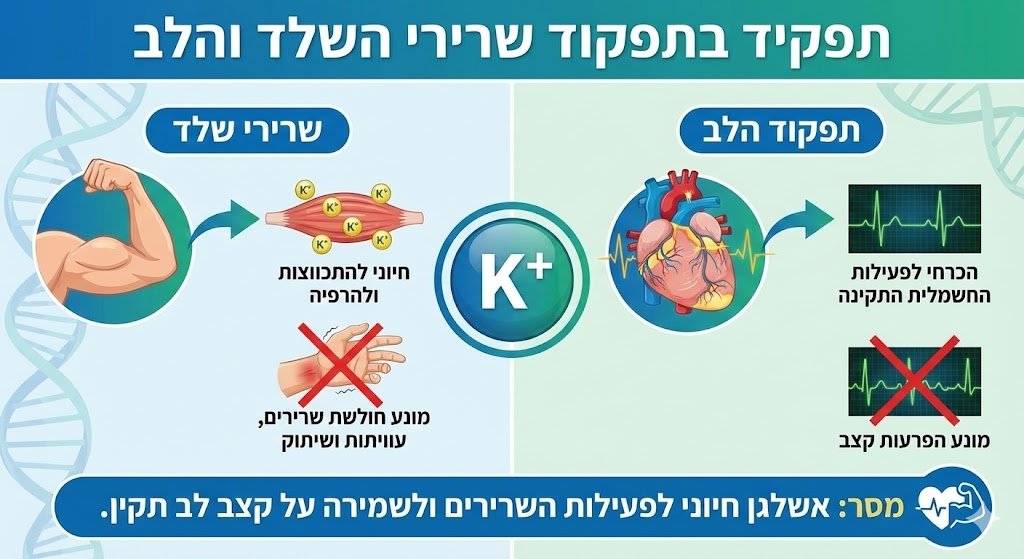 תפקיד בתפקוד שרירי השלד והלב
תפקוד הלב
הכרחי לפעילות
החשמלית התקינה
מונע הפרעות קצב
K+
שרירי שלד
K+
K+
K+
K+
K+
חיוני להתכווצות
ולהרפיה
מונע חולשת שרירים,
עוויתות ושיתוק
מסר: אשלגן חיוני לפעילות השרירים ולשמירה על קצב לב תקין.